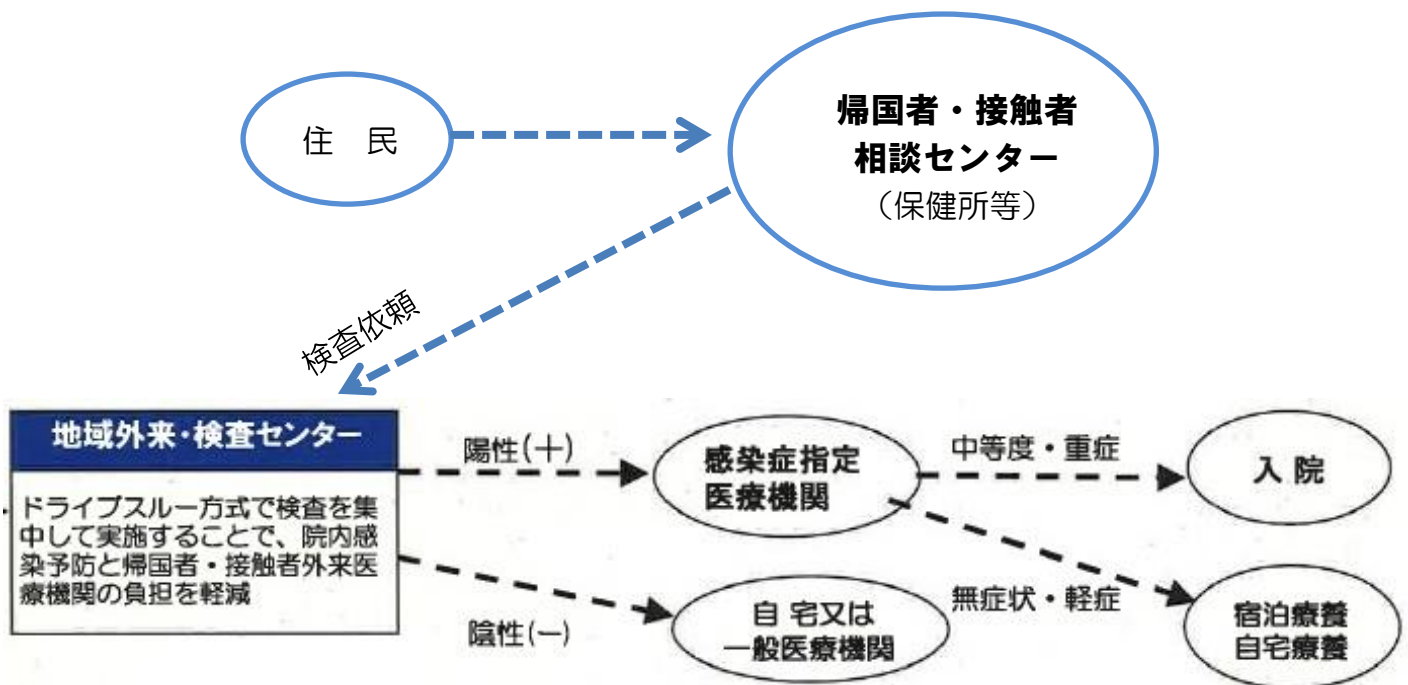 住　民
帰国者・接触者
相談センター
（保健所等）
検査依頼
地域外来・検査センター
ドライブスルー方式で検査を集
中して実施することで、院内感
染予防と帰国者・接触者外来医
療機関の負担を軽減
陽性(＋)
感染症指定
医療機関
中等度・重症
入 院
陰性(－)
自 宅又は
一般医療機関
無症状・軽症
宿泊療養
自宅療養